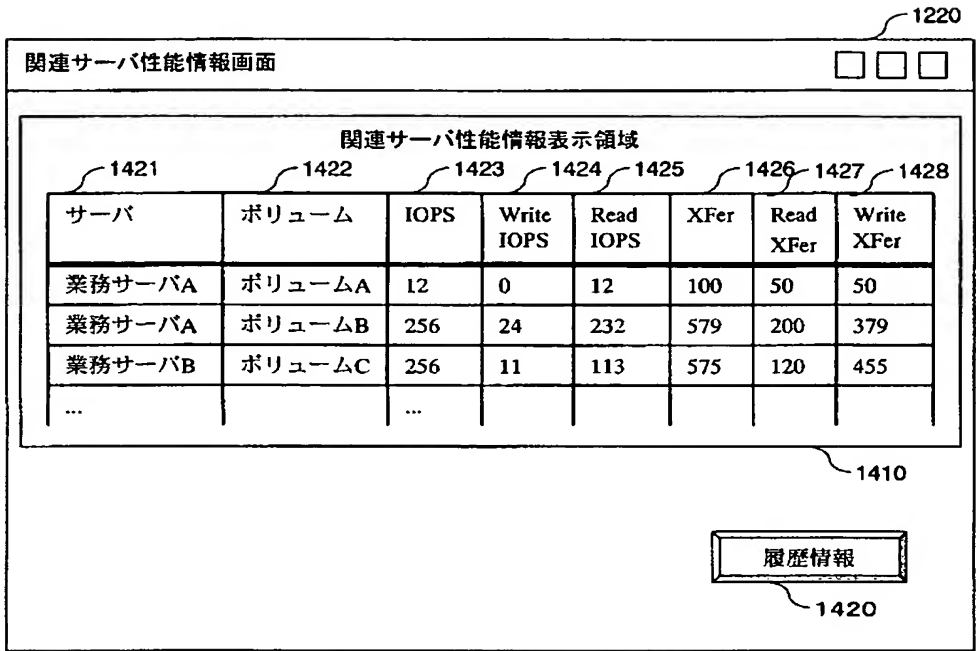 1220
関連サーバ性能情報画面
関連サーバ性能情報表示領域
1421 1422 1423 1424 1425 1426 1427 1428
サーバ ボリューム IOPS Write IOPS Read IOPS XFer Read XFer Write XFer
業務サーバA ボリュームA 12 0 12 100 50 50
業務サーバA ボリュームB 256 24 232 579 200 379
業務サーバB ボリュームC 256 11 113 575 120 455
... ...
1410
履歴情報
1420